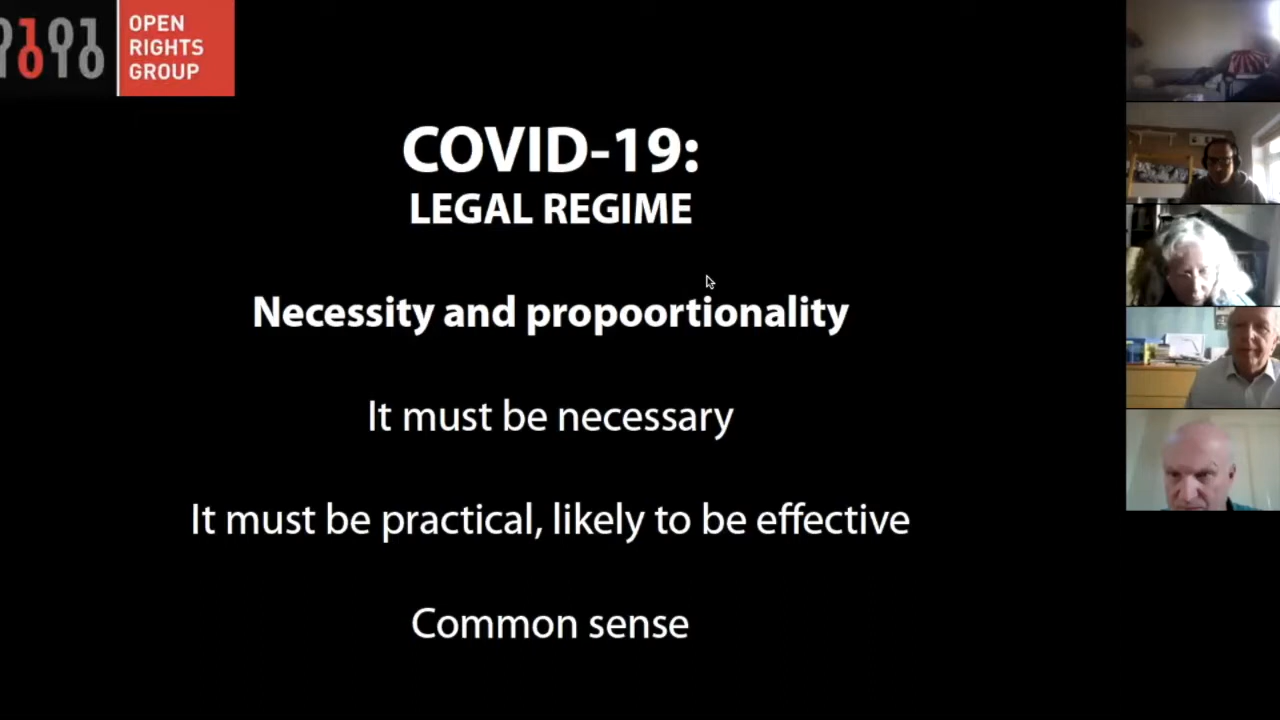 OPEN
RIGHTS
GROUP
COVID-19:
LEGAL REGIME
Necessity and propoortionality
It must be necessary
It must be practical, likely to be effective
Common sense